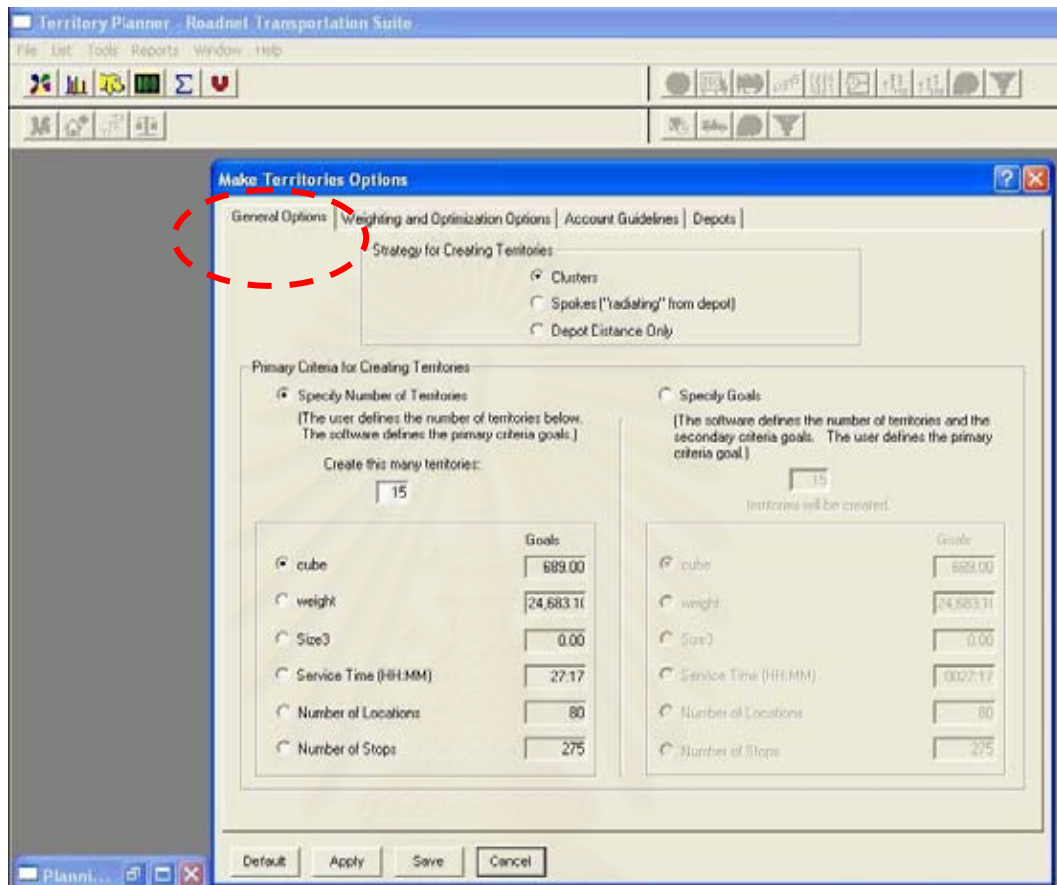 Territory Planner - Roadnet Transportation Suite
File List Tools Reports Window Help
Make Territories Options
General Options Weighting and Optimization Options Account Guidelines Depots
Strategy for Creating Territories
Clusters
Spokes ("radiating" from depot)
Depot Distance Only
Primary Criteria for Creating Territories
Specify Number of Territories
(The user defines the number of territories below.
The software defines the primary criteria goals.)
Create this many territories:
15
Goals
cube 689.00
weight 24,683.1
Size3 0.00
Service Time (HH:MM) 27:17
Number of Locations 80
Number of Stops 275
Specify Goals
(The software defines the number of territories and the
secondary criteria goals. The user defines the primary
criteria goal.)
15
territories will be created.
Goals
cube 689.00
weight 24,683.1
Size3 0.00
Service Time (HH:MM) 0027:17
Number of Locations 80
Number of Stops 275
Default Apply Save Cancel
Planni...